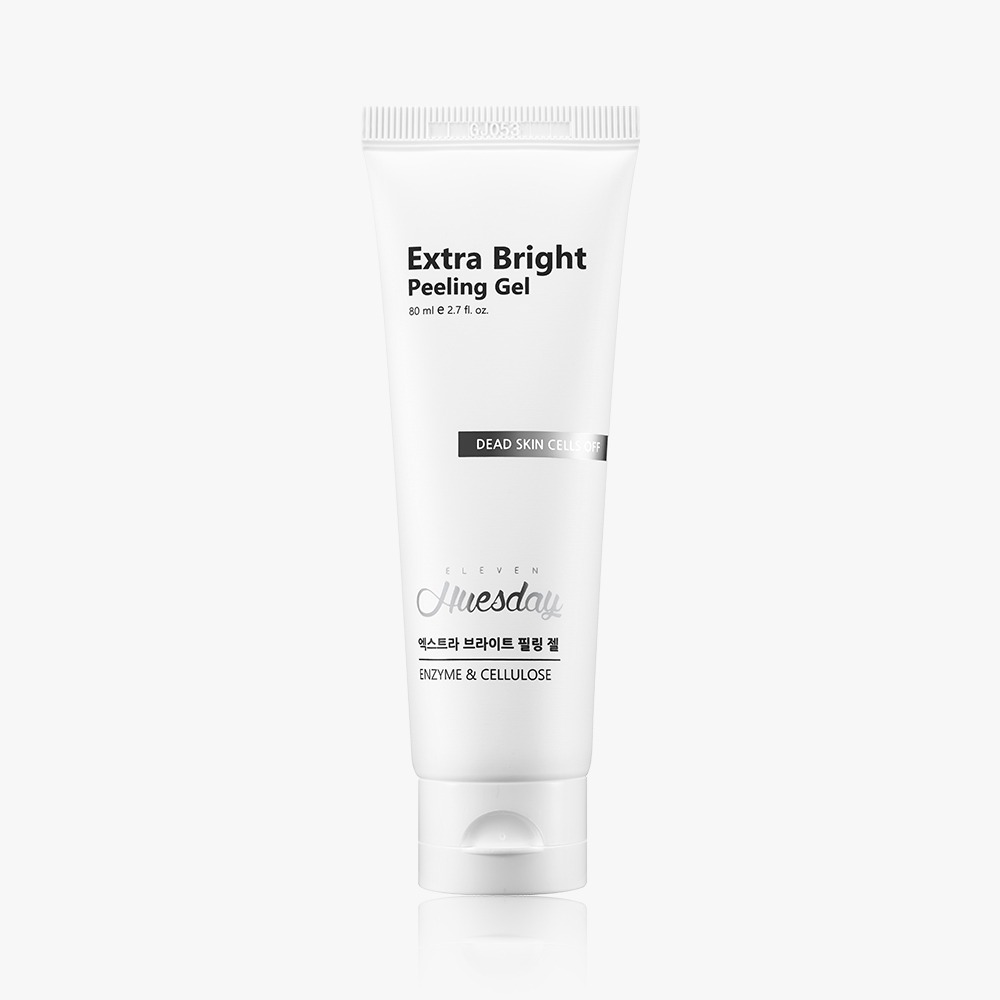 GJ053
Extra Bright
Peeling Gel
80 ml e 2.7 fl. oz.
DEAD SKIN CELLS OFF
ELEVEN
Huesday
엑스트라 브라이트 필링 젤
ENZYME & CELLULOSE